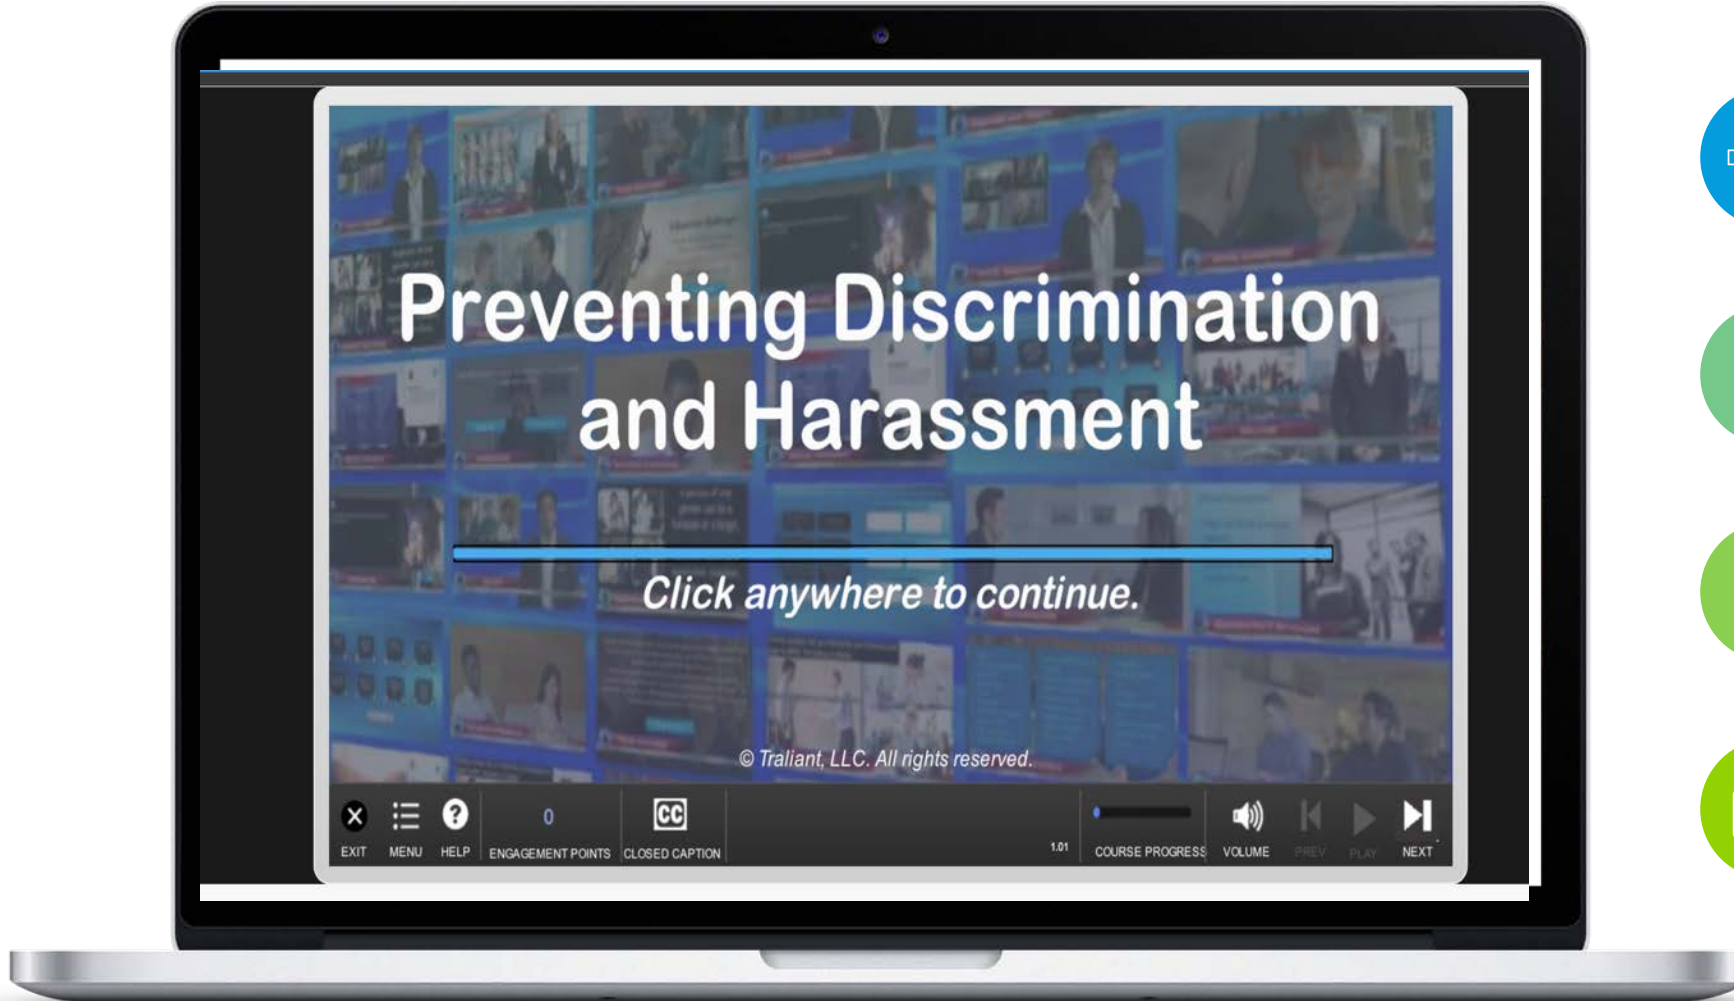 Preventing Discrimination
and Harassment
Click anywhere to continue.
© Traliant, LLC. All rights reserved.
EXIT
MENU
HELP
0
ENGAGEMENT POINTS
CC
CLOSED CAPTION
1.01
COURSE PROGRESS
VOLUME
PREV
PLAY
NEXT